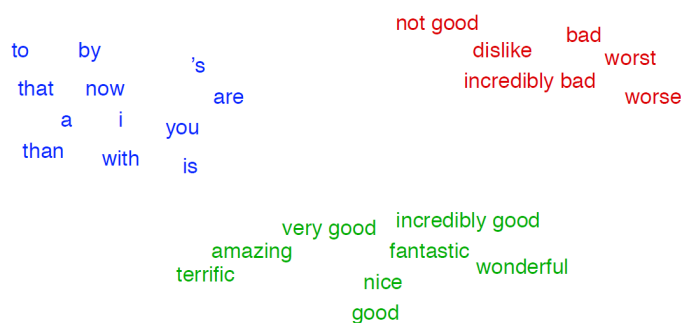 not good
bad
to by
dislike
worst
's
incredibly bad
that now
are
worse
a i
you
than
with
is
incredibly good
very good
amazing
fantastic
wonderful
terrific
nice
good